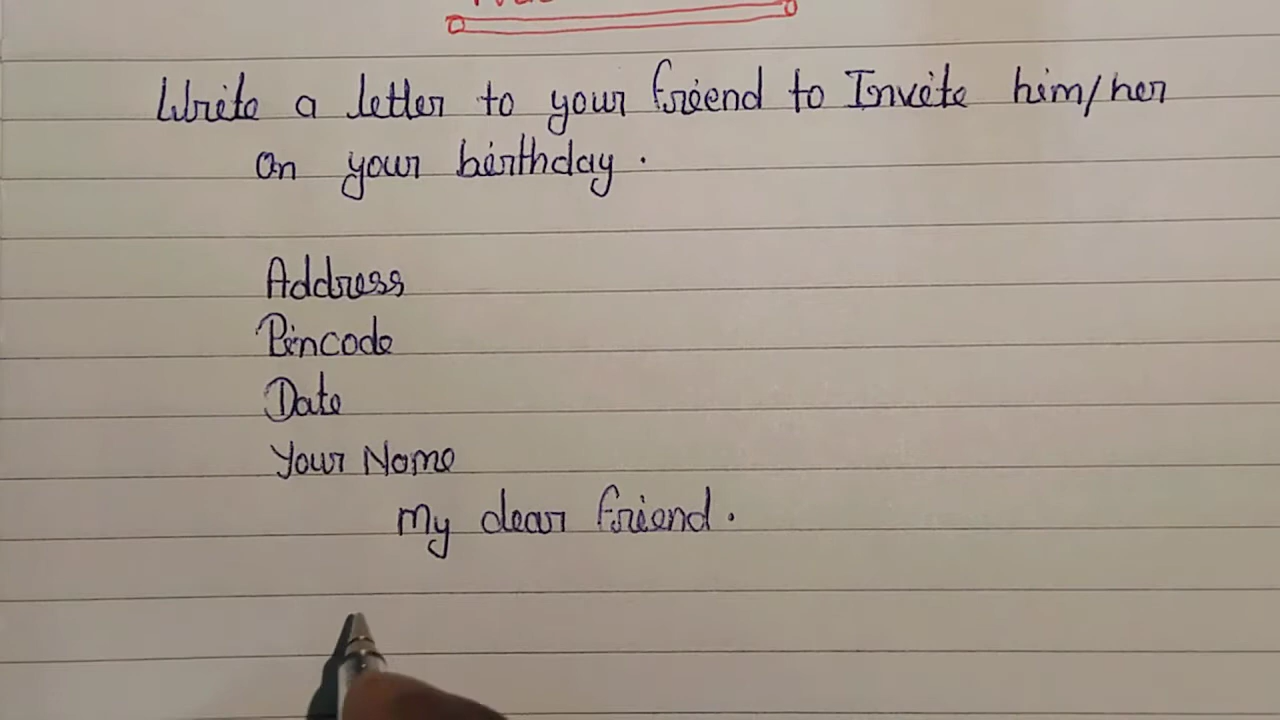 Write a letter to your friend to Invite him/her
on your birthday.
Address
Pincode
Date
Your Name
My dear friend.